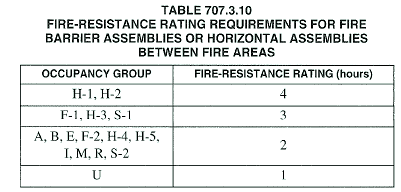 TABLE 707.3.10
FIRE-RESISTANCE RATING REQUIREMENTS FOR FIRE
BARRIER ASSEMBLIES OR HORIZONTAL ASSEMBLIES
BETWEEN FIRE AREAS
OCCUPANCY GROUP FIRE-RESISTANCE RATING (hours)
H-1, H-2 4
F-1, H-3, S-1 3
A, B, E, F-2, H-4, H-5,
I, M, R, S-2 2
U 1